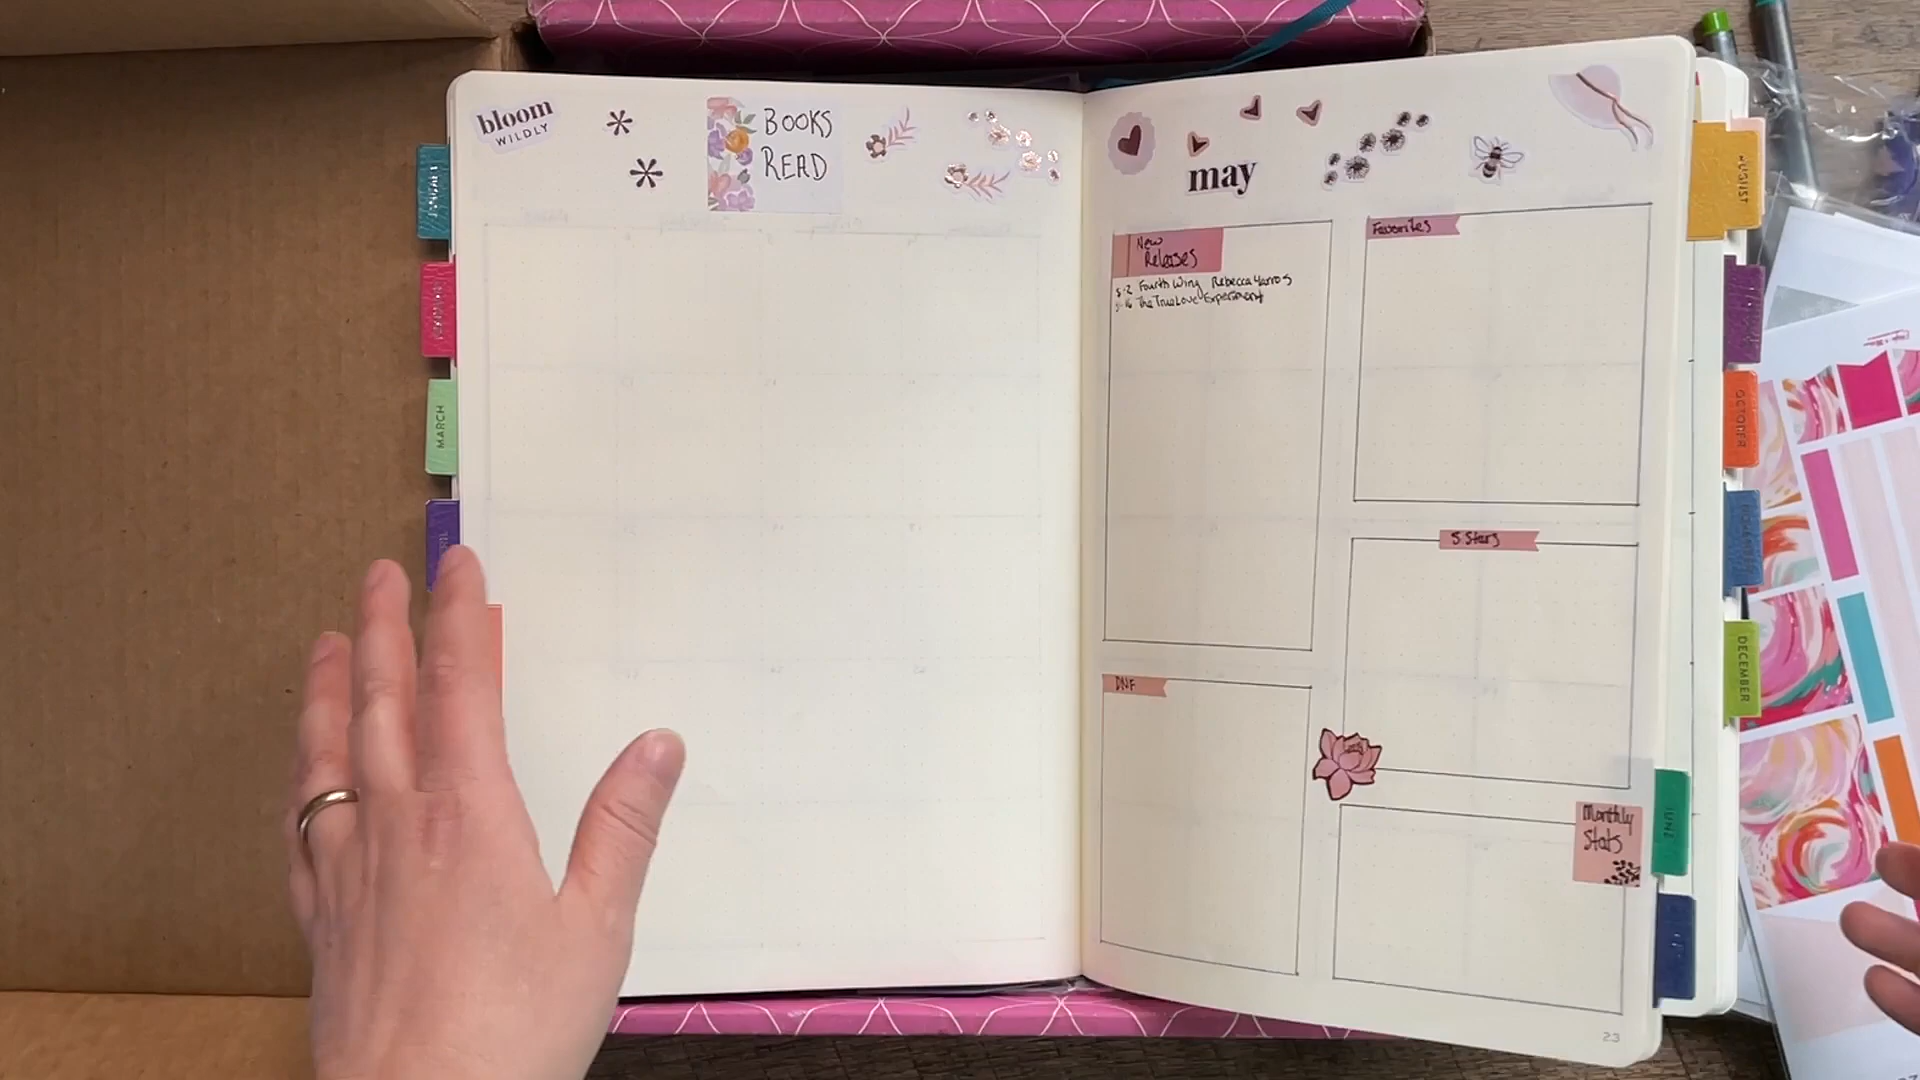 bloom
WILDLY
BOOKS
READ
may
New
Releases
5-2 Fourth Wing Rebecca Yarros
5-16 The True Love Experiment
Favorites
5 Stars
DNF
Monthly
Stats
23
MARCH
AUGUST
OCTOBER
DECEMBER
JUNE